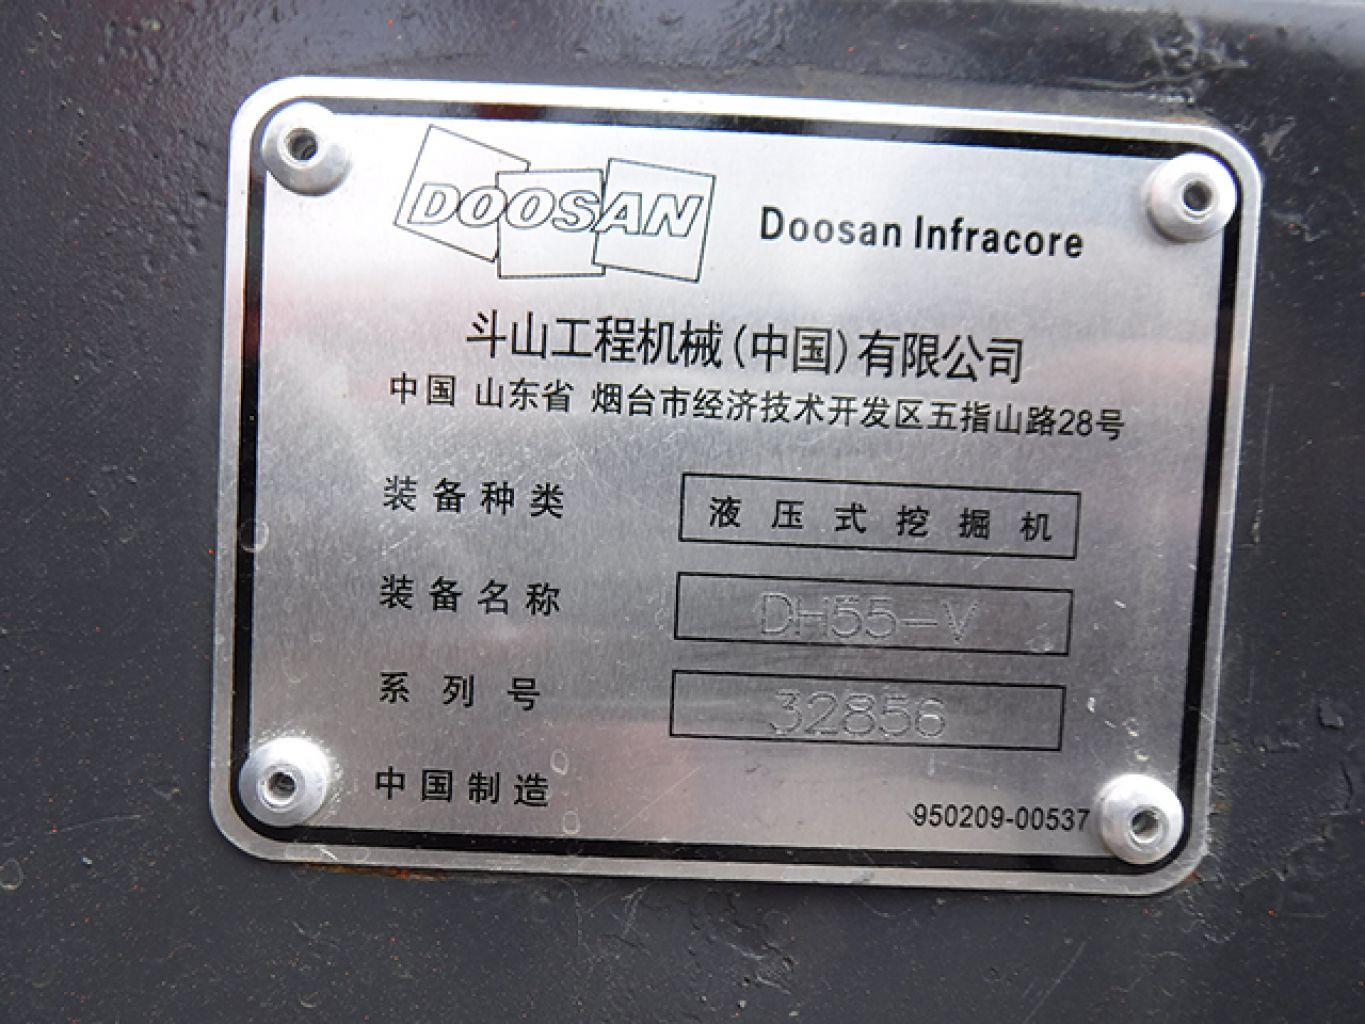 DOOSAN Doosan Infracore
斗山工程机械(中国)有限公司
中国 山东省 烟台市经济技术开发区五指山路28号
装备种类 液压式挖掘机
装备名称 DH55-V
系列号 32856
中国制造 950209-00537